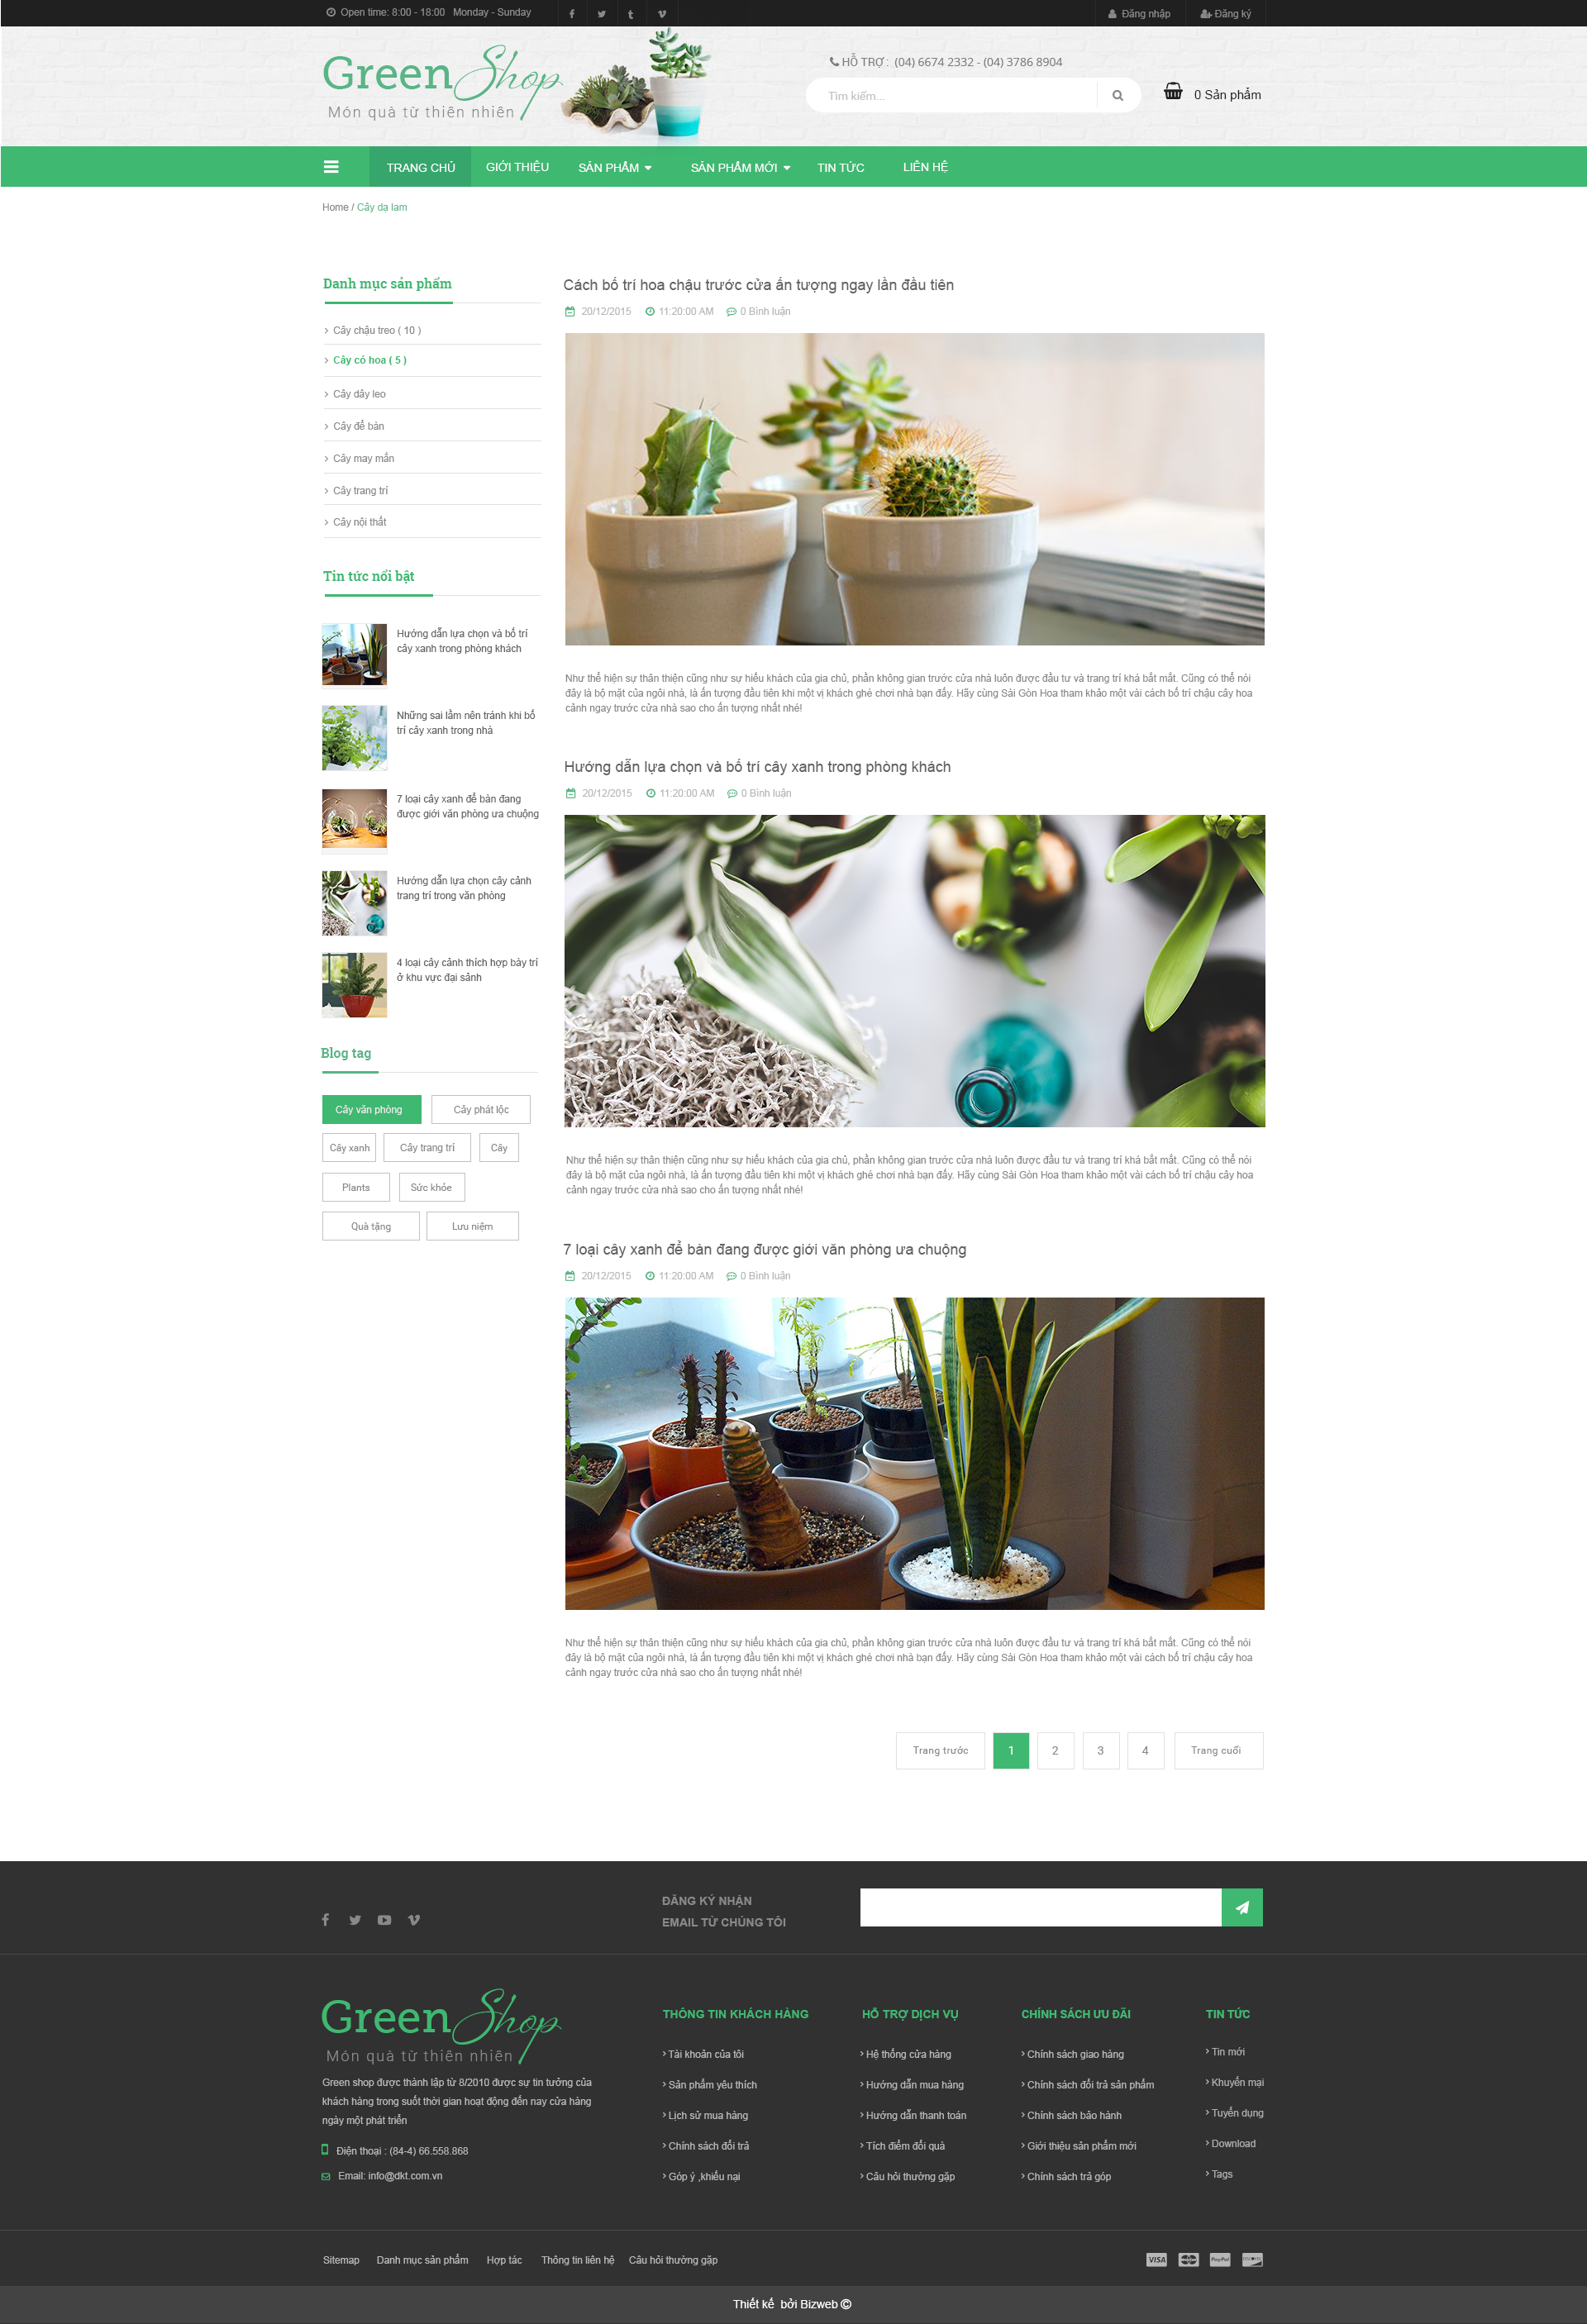 Open time: 8:00 - 18:00 Monday - Sunday
Đăng nhập
Đăng ký
Green Shop
Món quà từ thiên nhiên
HỖ TRỢ : (04) 6674 2332 - (04) 3786 8904
Tìm kiếm...
0 Sản phẩm
TRANG CHỦ
GIỚI THIỆU
SẢN PHẨM
SẢN PHẨM MỚI
TIN TỨC
LIÊN HỆ
Home / Cây dạ lam
Danh mục sản phẩm
Cây chậu treo ( 10 )
Cây có hoa ( 5 )
Cây dây leo
Cây để bàn
Cây may mắn
Cây trang trí
Cây nội thất
Tin tức nổi bật
Hướng dẫn lựa chọn và bố trí
cây xanh trong phòng khách
Những sai lầm nên tránh khi bố
trí cây xanh trong nhà
7 loại cây xanh để bàn đang
được giới văn phòng ưa chuộng
Hướng dẫn lựa chọn cây cảnh
trang trí trong văn phòng
4 loại cây cảnh thích hợp bày trí
ở khu vực đại sảnh
Blog tag
Cây văn phòng
Cây phát lộc
Cây xanh
Cây trang trí
Cây
Plants
Sức khỏe
Quà tặng
Lưu niệm
Cách bố trí hoa chậu trước cửa ấn tượng ngay lần đầu tiên
20/12/2015 11:20:00 AM 0 Bình luận
Như thể hiện sự thân thiện cũng như sự hiếu khách của gia chủ, phần không gian trước cửa nhà luôn được đầu tư và trang trí khá bắt mắt. Cũng có thể nói
đây là bộ mặt của ngôi nhà, là ấn tượng đầu tiên khi một vị khách ghé chơi nhà bạn đấy. Hãy cùng Sài Gòn Hoa tham khảo một vài cách bố trí chậu cây hoa
cảnh ngay trước cửa nhà sao cho ấn tượng nhất nhé!
Hướng dẫn lựa chọn và bố trí cây xanh trong phòng khách
20/12/2015 11:20:00 AM 0 Bình luận
Như thể hiện sự thân thiện cũng như sự hiếu khách của gia chủ, phần không gian trước cửa nhà luôn được đầu tư và trang trí khá bắt mắt. Cũng có thể nói
đây là bộ mặt của ngôi nhà, là ấn tượng đầu tiên khi một vị khách ghé chơi nhà bạn đấy. Hãy cùng Sài Gòn Hoa tham khảo một vài cách bố trí chậu cây hoa
cảnh ngay trước cửa nhà sao cho ấn tượng nhất nhé!
7 loại cây xanh để bàn đang được giới văn phòng ưa chuộng
20/12/2015 11:20:00 AM 0 Bình luận
Như thể hiện sự thân thiện cũng như sự hiếu khách của gia chủ, phần không gian trước cửa nhà luôn được đầu tư và trang trí khá bắt mắt. Cũng có thể nói
đây là bộ mặt của ngôi nhà, là ấn tượng đầu tiên khi một vị khách ghé chơi nhà bạn đấy. Hãy cùng Sài Gòn Hoa tham khảo một vài cách bố trí chậu cây hoa
cảnh ngay trước cửa nhà sao cho ấn tượng nhất nhé!
Trang trước
1
2
3
4
Trang cuối
ĐĂNG KÝ NHẬN
EMAIL TỪ CHÚNG TÔI
Green Shop
Món quà từ thiên nhiên
Green shop được thành lập từ 8/2010 được sự tin tưởng của
khách hàng trong suốt thời gian hoạt động đến nay cửa hàng
ngày một phát triển
Điện thoại : (84-4) 66.558.868
Email: info@dkt.com.vn
THÔNG TIN KHÁCH HÀNG
Tài khoản của tôi
Sản phẩm yêu thích
Lịch sử mua hàng
Chính sách đổi trả
Góp ý ,khiếu nại
HỖ TRỢ DỊCH VỤ
Hệ thống cửa hàng
Hướng dẫn mua hàng
Hướng dẫn thanh toán
Tích điểm đổi quà
Câu hỏi thường gặp
CHÍNH SÁCH ƯU ĐÃI
Chính sách giao hàng
Chính sách đổi trả sản phẩm
Chính sách bảo hành
Giới thiệu sản phẩm mới
Chính sách trả góp
TIN TỨC
Tin mới
Khuyến mại
Tuyển dụng
Download
Tags
Sitemap
Danh mục sản phẩm
Hợp tác
Thông tin liên hệ
Câu hỏi thường gặp
VISA
MasterCard
PayPal
DISCOVER
Thiết kế bởi Bizweb ©